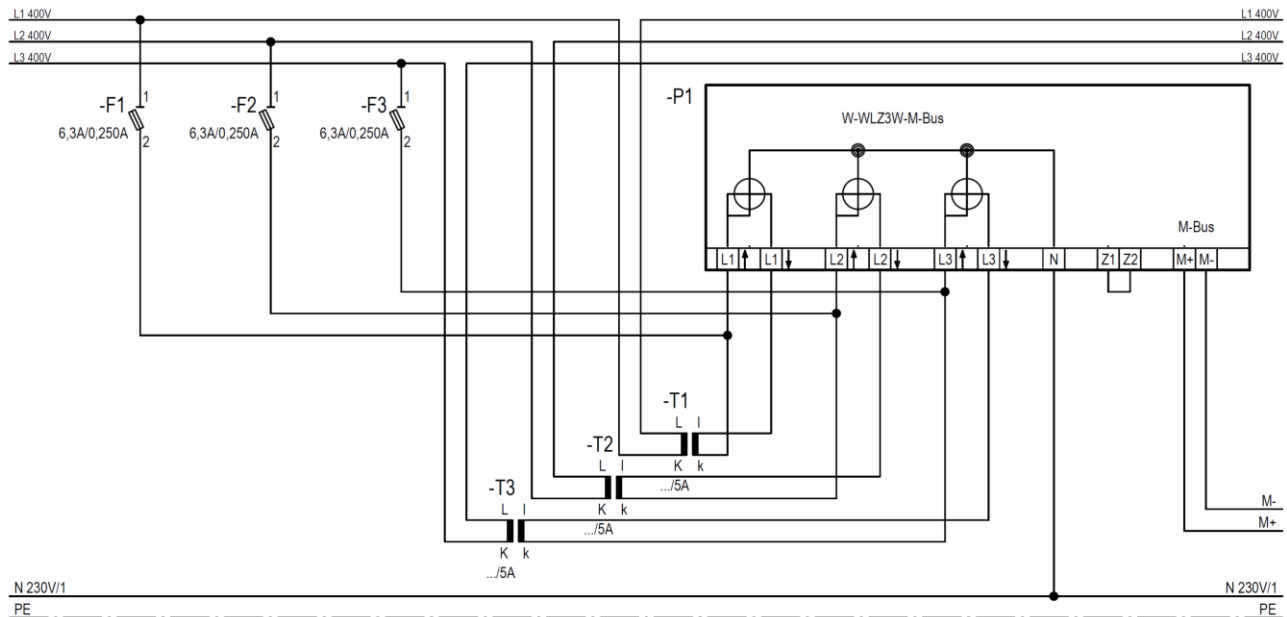 L1 400V
L1 400V
L2 400V
L2 400V
L3 400V
L3 400V
-P1
-F1
1
6,3A/0,250A
2
-F2
1
6,3A/0,250A
2
-F3
1
6,3A/0,250A
2
W-WLZ3W-M-Bus
M-Bus
L1 L1 L2 L2 L3 L3 N Z1 Z2 M+ M-
-T1
L l
K k
.../5A
-T2
L l
K k
.../5A
-T3
L l
K k
.../5A
M-
M+
N 230V/1
N 230V/1
PE
PE